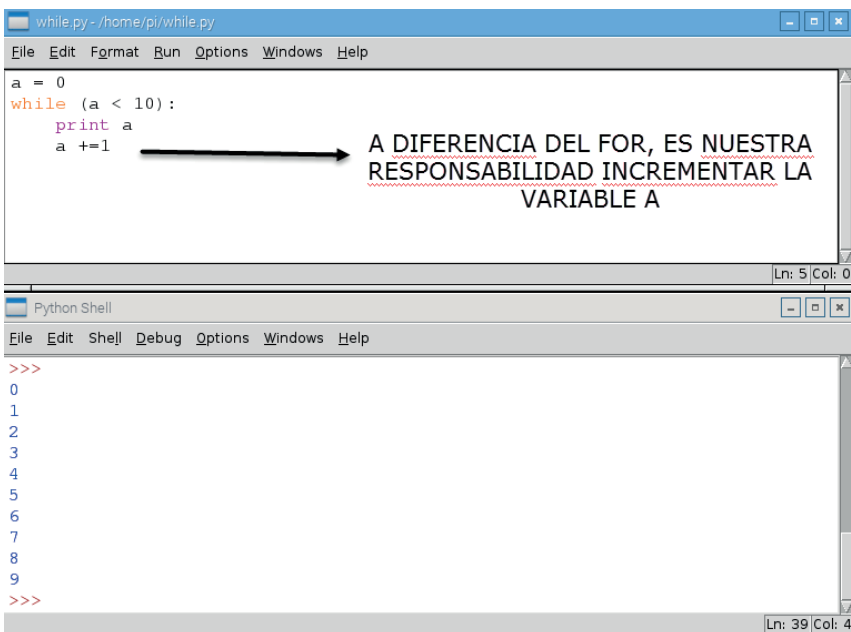 while.py - /home/pi/while.py
File Edit Format Run Options Windows Help
a = 0
while (a < 10):
    print a
    a +=1
A DIFERENCIA DEL FOR, ES NUESTRA
RESPONSABILIDAD INCREMENTAR LA
VARIABLE A
Ln: 5 Col: 0
Python Shell
File Edit Shell Debug Options Windows Help
>>>
0
1
2
3
4
5
6
7
8
9
>>>
Ln: 39 Col: 4